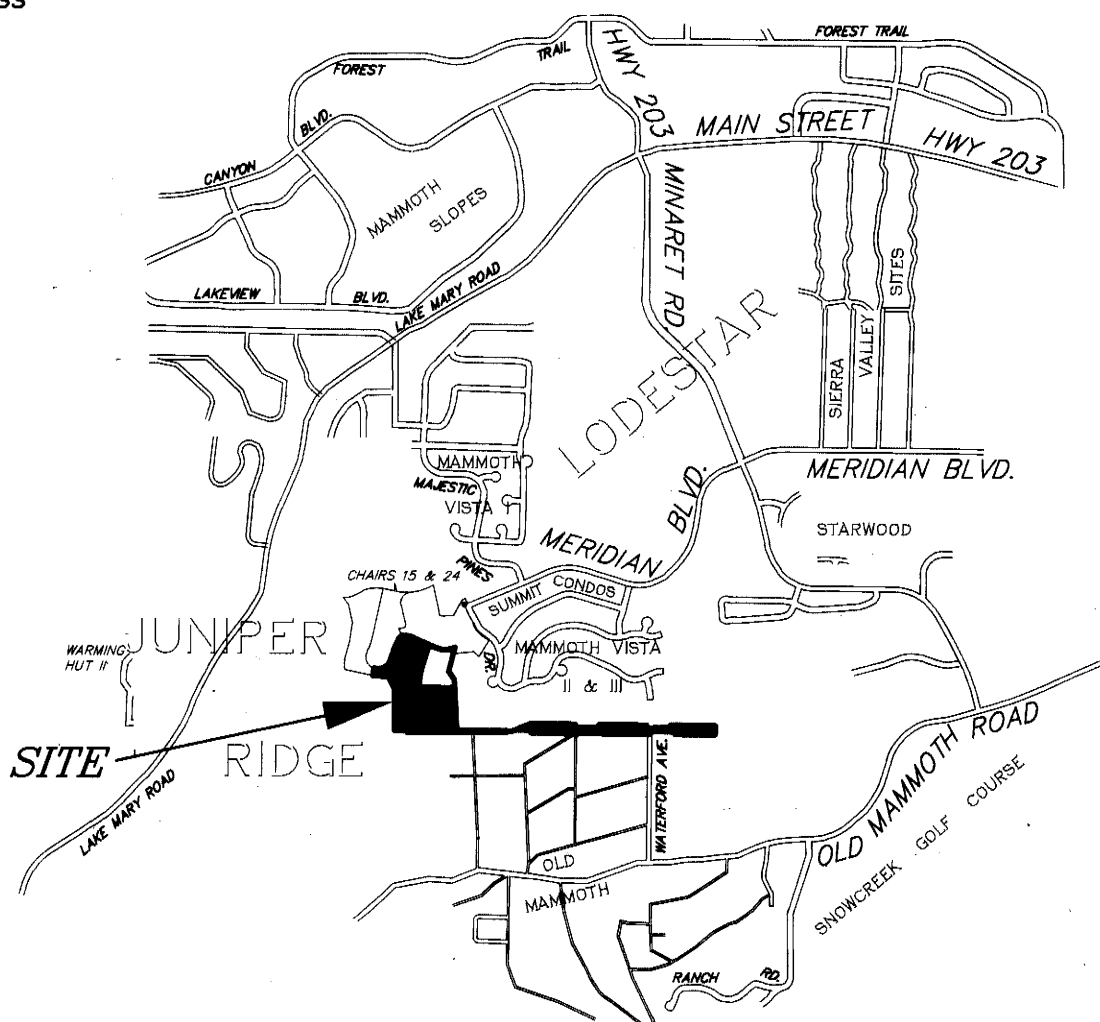 SS
FOREST TRAIL
FOREST
TRAIL
HWY 203
MAIN STREET
HWY 203
BLVD.
CANYON
MAMMOTH
SLOPES
MINARET RD.
LAKEVIEW
BLVD.
LAKE MARY ROAD
SITES
VALLEY
SIERRA
LODESTAR
MAMMOTH
MAJESTIC
VISTA I
PINES
MERIDIAN
BLVD.
MERIDIAN BLVD.
STARWOOD
CHAIRS 15 & 24
SUMMIT CONDOS
JUNIPER
WARMING
HUT II
DR.
MAMMOTH VISTA
II & III
SITE
RIDGE
LAKE MARY ROAD
WATERFORD AVE.
OLD MAMMOTH ROAD
SNOWCREEK GOLF COURSE
OLD
MAMMOTH
RANCH
RD.